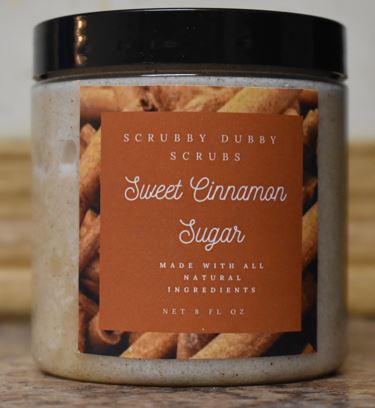 SCRUBBY DUBBY
SCRUBS
Sweet Cinnamon
Sugar
MADE WITH ALL
NATURAL
INGREDIENTS
NET 8 FL OZ